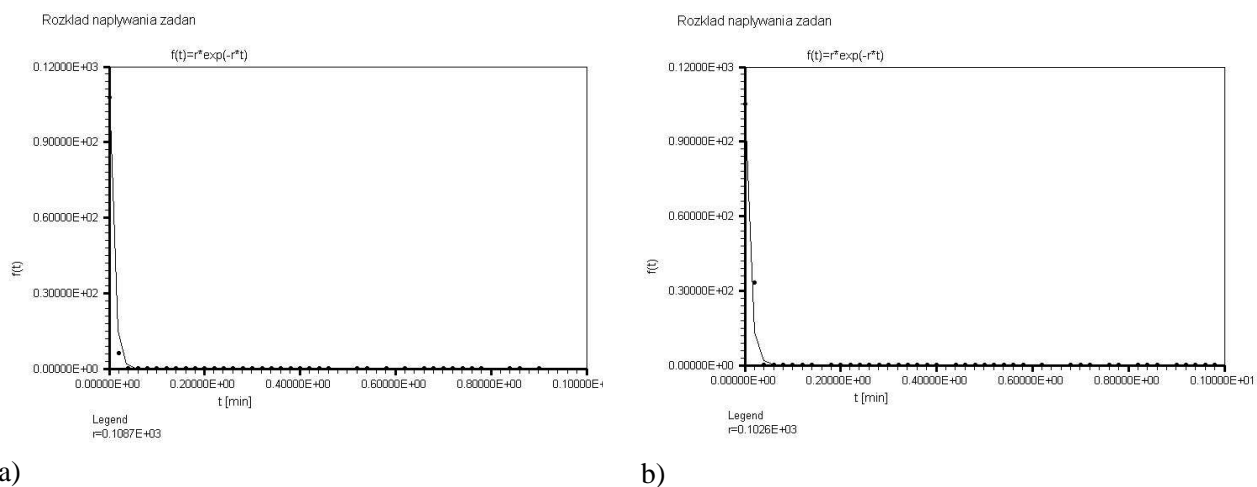 Rozklad naplywania zadan
f(t)=r*exp(-r*t)
0.12000E+03
0.90000E+02
0.60000E+02
0.30000E+02
0.00000E+00
f(t)
0.00000E+00 0.20000E+00 0.40000E+00 0.60000E+00 0.80000E+00 0.10000E+
t [min]
Legend
r=0.1087E+03
a)
Rozklad naplywania zadan
f(t)=r*exp(-r*t)
0.12000E+03
0.90000E+02
0.60000E+02
0.30000E+02
0.00000E+00
f(t)
0.00000E+00 0.20000E+00 0.40000E+00 0.60000E+00 0.80000E+00 0.10000E+01
t [min]
Legend
r=0.1026E+03
b)